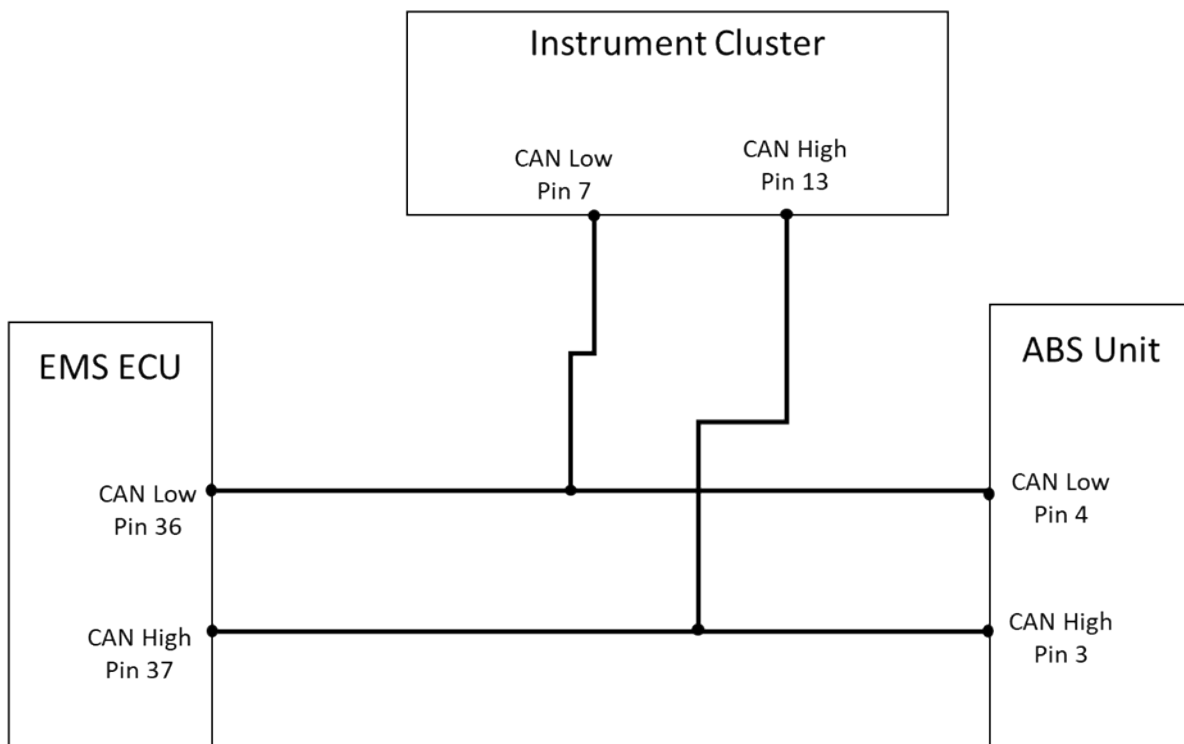 Instrument Cluster
CAN Low
Pin 7
CAN High
Pin 13
EMS ECU
CAN Low
Pin 36
CAN High
Pin 37
ABS Unit
CAN Low
Pin 4
CAN High
Pin 3